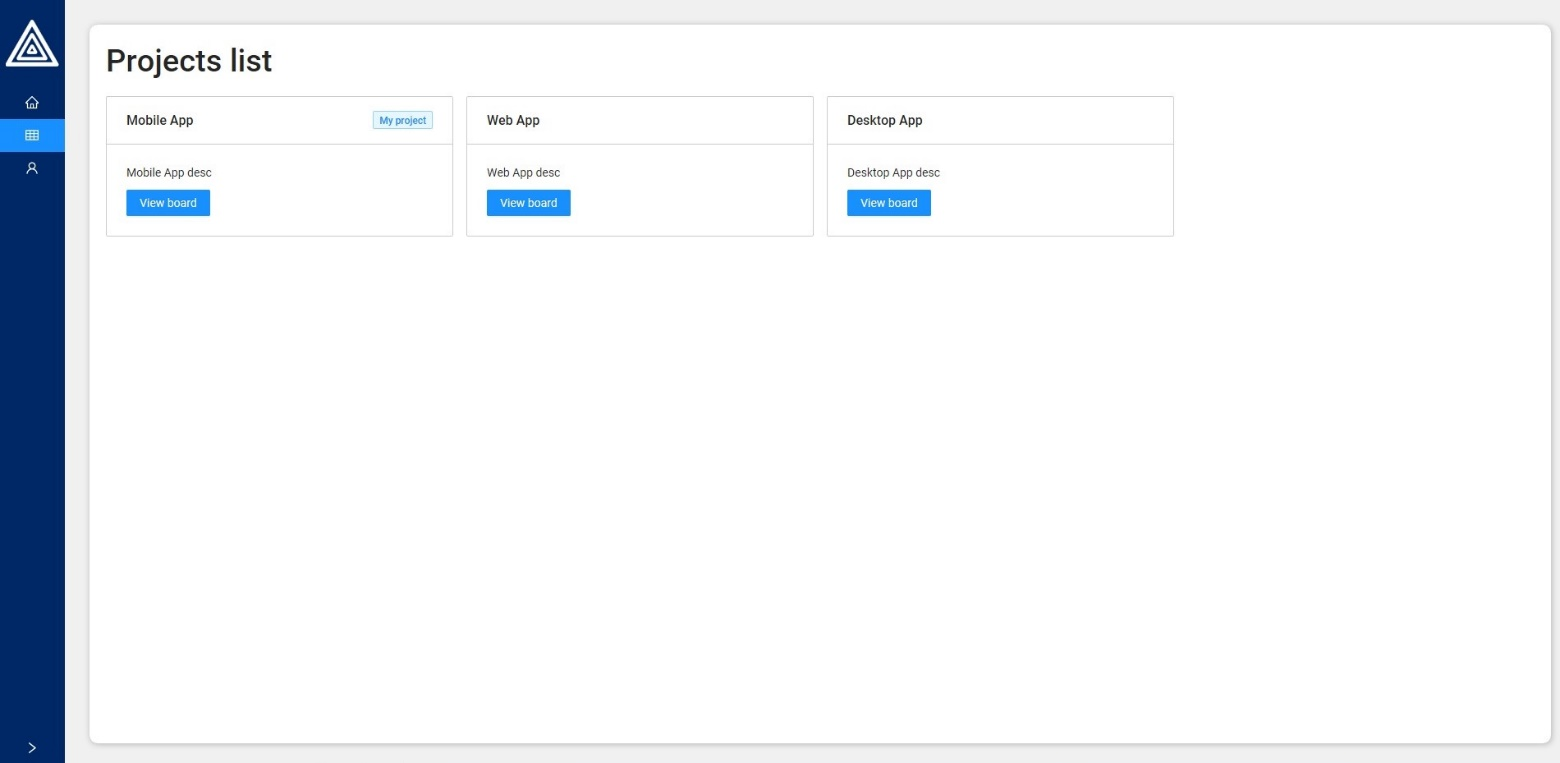 Projects list
Mobile App
My project
Mobile App desc
View board
Web App
Web App desc
View board
Desktop App
Desktop App desc
View board